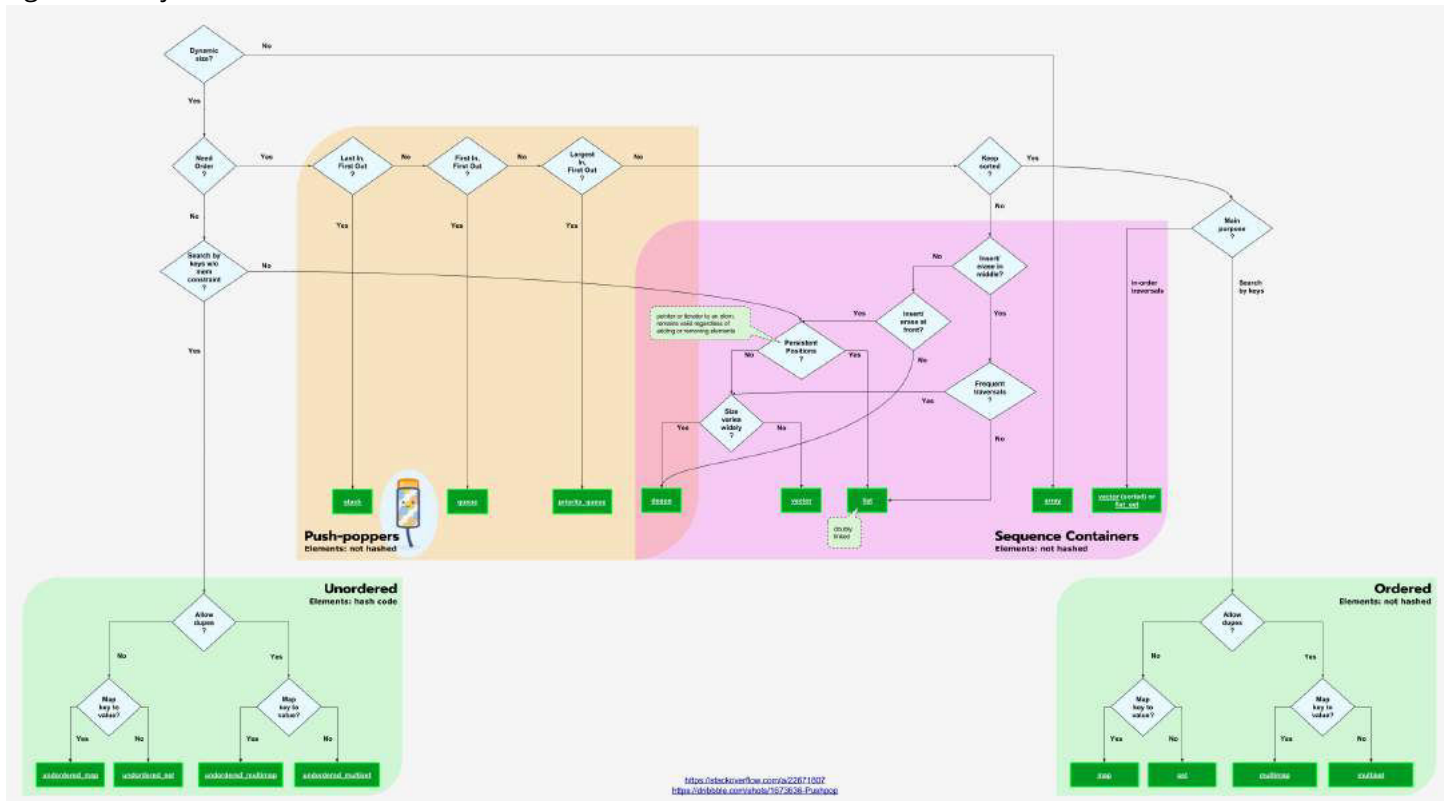 Dynamic
size?
No
Yes
Need
Order
?
Yes
No
Last In,
First Out
?
No
Yes
First In,
First Out
?
No
Yes
Largest
In,
First Out
?
No
Yes
Keep
sorted
?
Yes
No
Main
purpose
?
In-order
traversals
Search
by keys
Search by
keys w/o
mem
constraint
?
No
Yes
Insert/
erase in
middle?
No
Yes
Insert/
erase at
front?
Yes
No
pointer or iterator to an elem
remains valid regardless of
adding or removing elements
Persistent
Positions
?
No
Yes
Frequent
traversals
?
Yes
No
Size
varies
widely
?
Yes
No
stack
queue
priority_queue
deque
vector
list
array
vector (sorted) or
flat_set
doubly
linked
Push-poppers
Elements: not hashed
Sequence Containers
Elements: not hashed
Unordered
Elements: hash code
Allow
dupes
?
No
Yes
Map
key to
value?
Yes
No
Map
key to
value?
Yes
No
undordered_map
undordered_set
undordered_multimap
undordered_multiset
Ordered
Elements: not hashed
Allow
dupes
?
No
Yes
Map
key to
value?
Yes
No
Map
key to
value?
Yes
No
map
set
multimap
multiset
https://stackoverflow.com/a/22671607
https://dribbble.com/shots/1673636-Pushpop